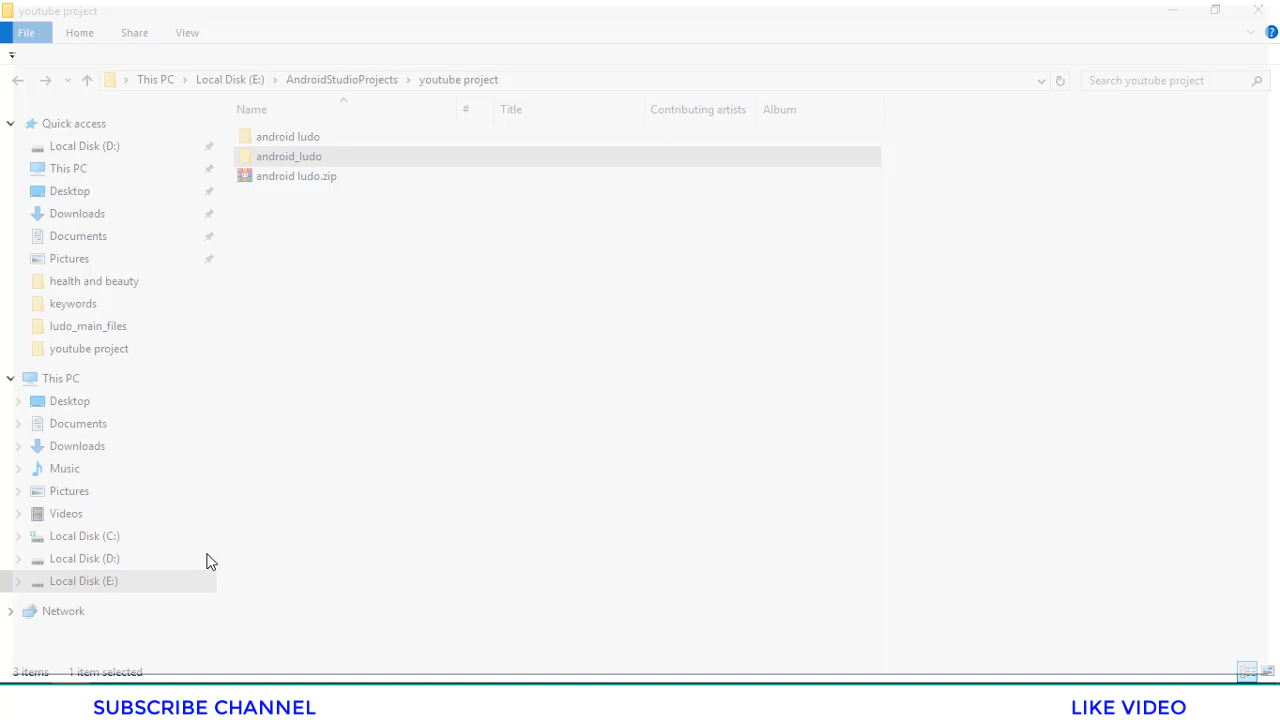 youtube project
File Home Share View
This PC Local Disk (E:) AndroidStudioProjects youtube project
Search youtube project
Name # Title Contributing artists Album
Quick access
Local Disk (D:)
This PC
Desktop
Downloads
Documents
Pictures
health and beauty
keywords
ludo_main_files
youtube project
This PC
Desktop
Documents
Downloads
Music
Pictures
Videos
Local Disk (C:)
Local Disk (D:)
Local Disk (E:)
Network
android ludo
android_ludo
android ludo.zip
3 items 1 item selected
SUBSCRIBE CHANNEL
LIKE VIDEO